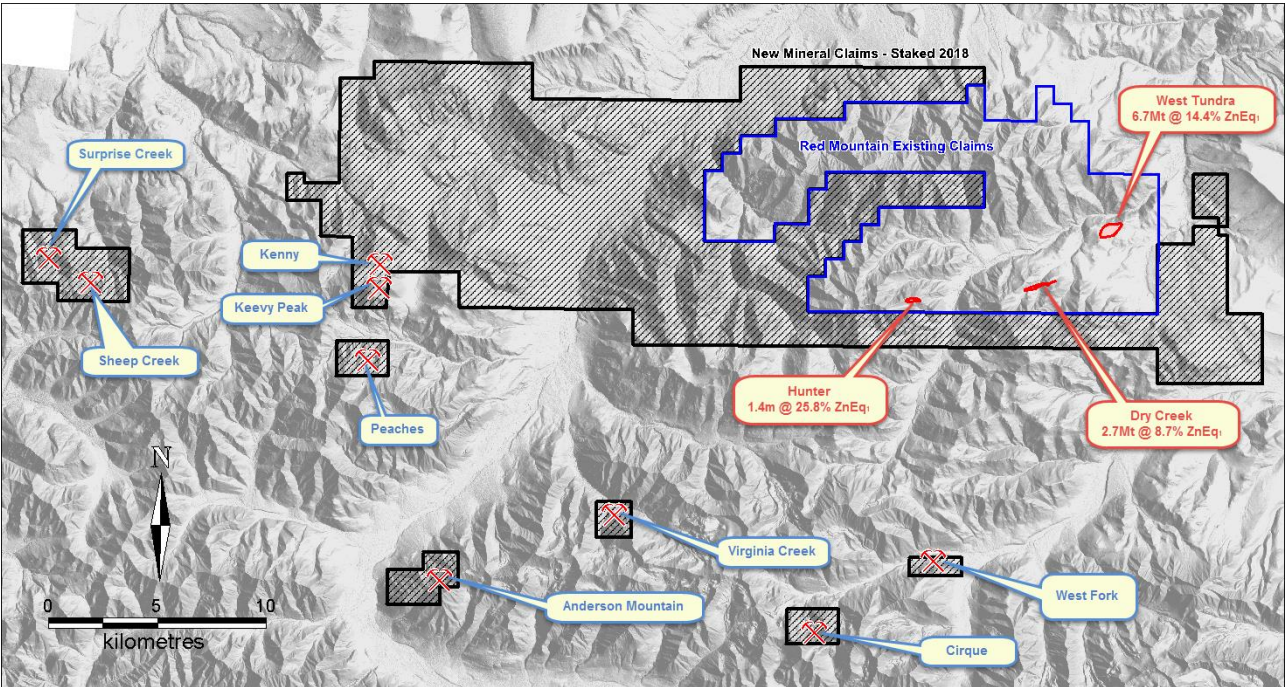 New Mineral Claims - Staked 2018
West Tundra
6.7Mt @ 14.4% ZnEq₁
Red Mountain Existing Claims
Surprise Creek
Kenny
Keevy Peak
Sheep Creek
Hunter
1.4m @ 25.8% ZnEq₁
Dry Creek
2.7Mt @ 8.7% ZnEq₁
Peaches
N
Virginia Creek
Anderson Mountain
West Fork
Cirque
0 5 10
kilometres